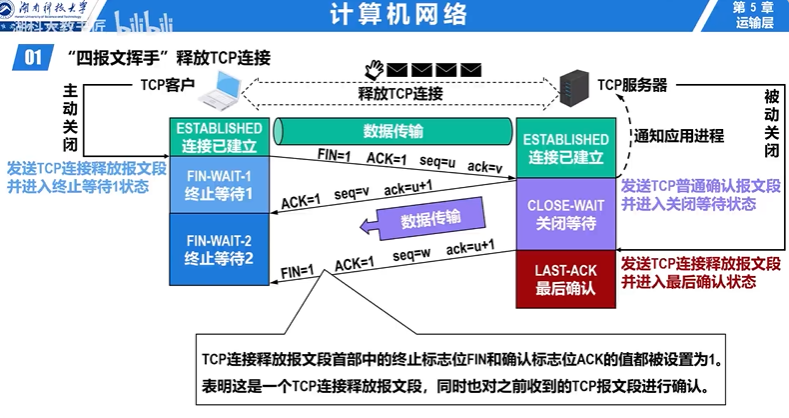 湖南科技大学
Hunan University of Science and Technology
湖科大教书匠 bilibili
计算机网络
第 5 章
运输层
01 “四报文挥手”释放TCP连接
主动关闭
TCP客户
释放TCP连接
TCP服务器
被动关闭
ESTABLISHED
连接已建立
数据传输
ESTABLISHED
连接已建立
通知应用进程
FIN=1 ACK=1 seq=u ack=v
发送TCP连接释放报文段
并进入终止等待1状态
FIN-WAIT-1
终止等待1
ACK=1 seq=v ack=u+1
CLOSE-WAIT
关闭等待
发送TCP普通确认报文段
并进入关闭等待状态
数据传输
FIN-WAIT-2
终止等待2
FIN=1 ACK=1 seq=w ack=u+1
LAST-ACK
最后确认
发送TCP连接释放报文段
并进入最后确认状态
TCP连接释放报文段首部中的终止标志位FIN和确认标志位ACK的值都被设置为1。
表明这是一个TCP连接释放报文段，同时也对之前收到的TCP报文段进行确认。